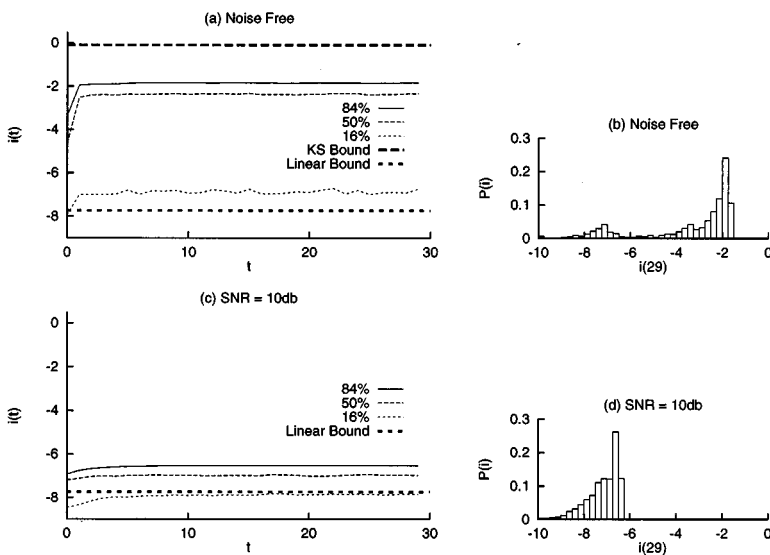 (a) Noise Free
0
-2
-4
-6
-8
i(t)
84%
50%
16%
KS Bound
Linear Bound
0
10
20
30
t
(b) Noise Free
0.3
0.2
0.1
0
P(i)
-10
-8
-6
-4
-2
0
i(29)
(c) SNR = 10db
0
-2
-4
-6
-8
i(t)
84%
50%
16%
Linear Bound
0
10
20
30
t
(d) SNR = 10db
0.3
0.2
0.1
0
P(i)
-10
-8
-6
-4
-2
0
i(29)